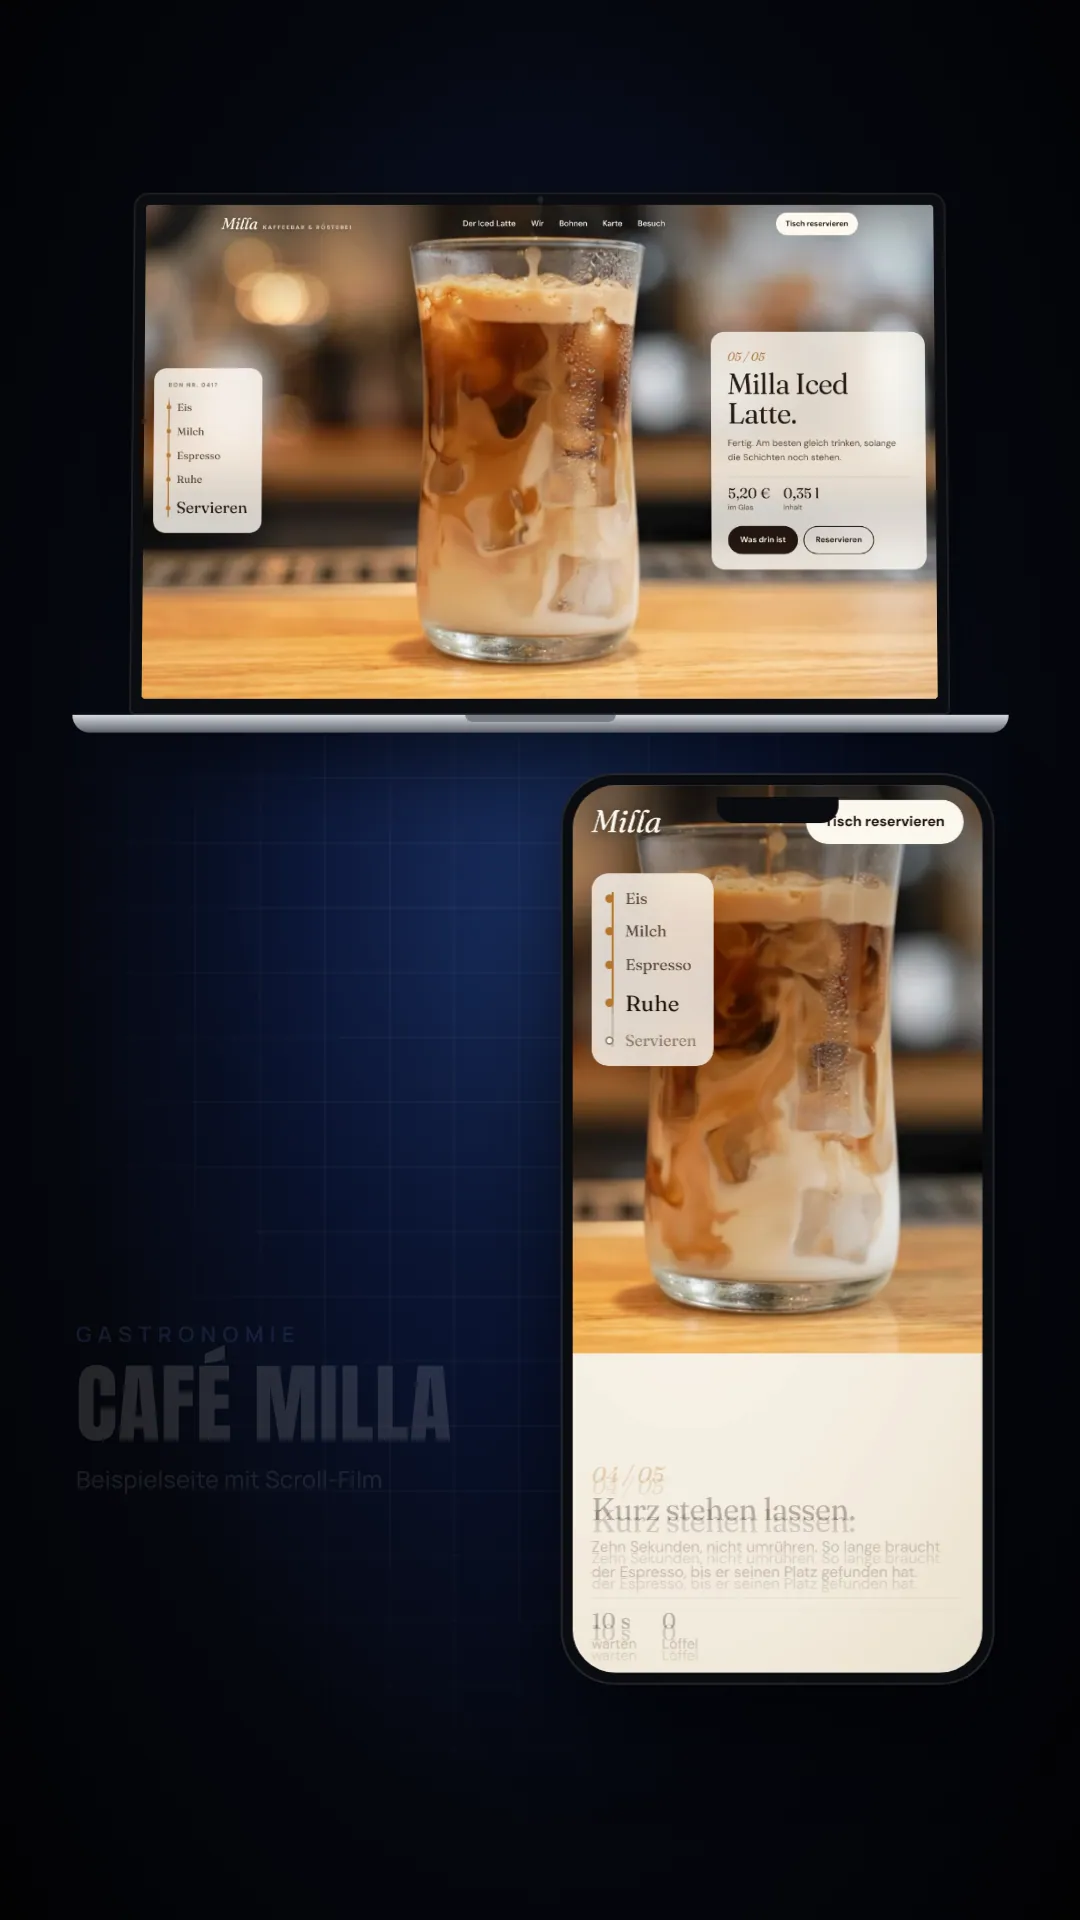 Milla KAFFEEBAR & RÖSTEREI
Der Iced Latte Wir Bohnen Karte Besuch
Tisch reservieren
BON NR. 0417
Eis
Milch
Espresso
Ruhe
Servieren
05/05
Milla Iced
Latte.
Fertig. Am besten gleich trinken, solange
die Schichten noch stehen.
5,20 € 0,35 l
im Glas Inhalt
Was drin ist Reservieren
Milla
Tisch reservieren
Eis
Milch
Espresso
Ruhe
Servieren
04/05
Kurz stehen lassen.
Zehn Sekunden, nicht umrühren. So lange braucht
der Espresso, bis er seinen Platz gefunden hat.
10 s 0
warten Löffel
GASTRONOMIE
CAFÉ MILLA
Beispielseite mit Scroll-Film